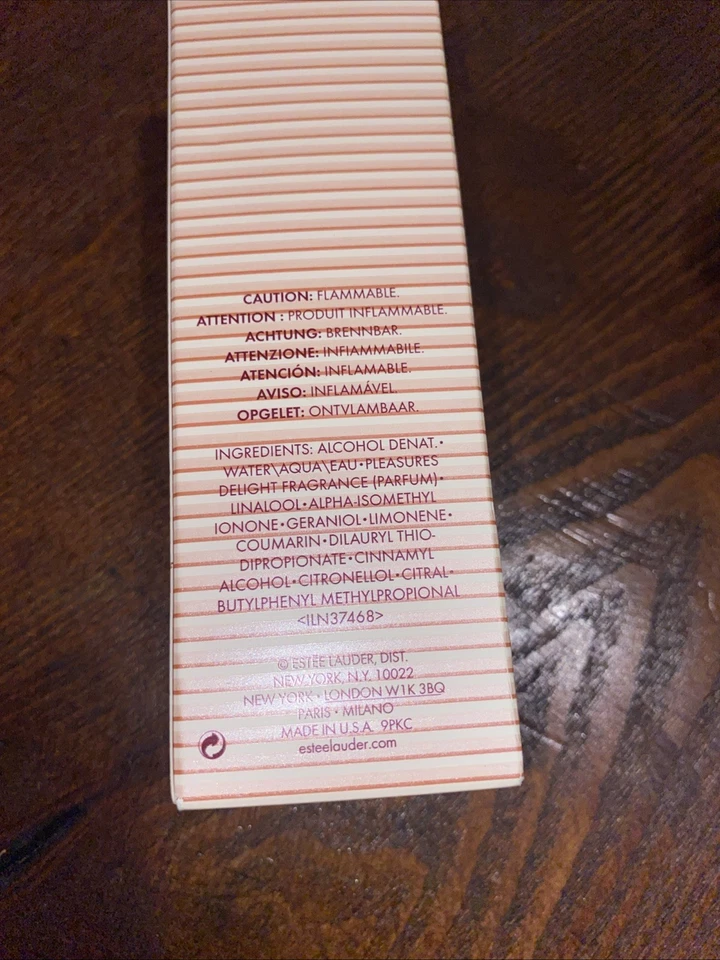 CAUTION: FLAMMABLE.
ATTENTION : PRODUIT INFLAMMABLE.
ACHTUNG: BRENNBAR.
ATTENZIONE: INFIAMMABILE.
ATENCIÓN: INFLAMABLE.
AVISO: INFLAMÁVEL.
OPGELET: ONTVLAMBAAR.
INGREDIENTS: ALCOHOL DENAT.•
WATER\AQUA\EAU•PLEASURES
DELIGHT FRAGRANCE (PARFUM)•
LINALOOL•ALPHA-ISOMETHYL
IONONE•GERANIOL•LIMONENE•
COUMARIN•DILAURYL THIO-
DIPROPIONATE•CINNAMYL
ALCOHOL•CITRONELLOL•CITRAL•
BUTYLPHENYL METHYLPROPIONAL
<ILN37468>
© ESTEE LAUDER, DIST.
NEW YORK, N.Y. 10022
NEW YORK • LONDON W1K 3BQ
PARIS • MILANO
MADE IN U.S.A. 9PKC
esteelauder.com